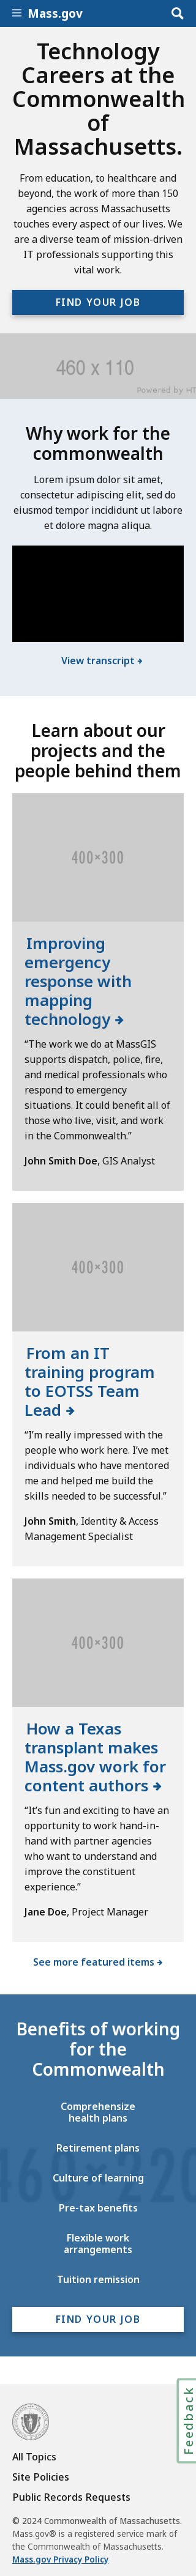 Mass.gov
Technology
Careers at the
Commonwealth
of
Massachusetts.
From education, to healthcare and
beyond, the work of more than 150
agencies across Massachusetts
touches every aspect of our lives. We
are a diverse team of mission-driven
IT professionals supporting this
vital work.
FIND YOUR JOB
460 x 110
Powered by HT
Why work for the
commonwealth
Lorem ipsum dolor sit amet,
consectetur adipiscing elit, sed do
eiusmod tempor incididunt ut labore
et dolore magna aliqua.
View transcript
Learn about our
projects and the
people behind them
400×300
Improving
emergency
response with
mapping
technology
“The work we do at MassGIS
supports dispatch, police, fire,
and medical personnel who
respond to emergency
situations. It could benefit all of
those who live, visit, and work
in the Commonwealth.”
John Smith Doe, GIS Analyst
400×300
From an IT
training program
to EOTSS Team
Lead
“I’m really impressed with the
people who work here. I’ve met
individuals who have mentored
me and helped me build the
skills needed to be successful.”
John Smith, Identity & Access
Management Specialist
400×300
How a Texas
transplant makes
Mass.gov work for
content authors
“It’s fun and exciting to have an
opportunity to work hand-in-
hand with partner agencies
who want to understand and
improve the constituent
experience.”
Jane Doe, Project Manager
See more featured items
Benefits of working
for the
Commonwealth
Comprehensize
health plans
Retirement plans
Culture of learning
Pre-tax benefits
Flexible work
arrangements
Tuition remission
FIND YOUR JOB
Feedback
All Topics
Site Policies
Public Records Requests
© 2024 Commonwealth of Massachusetts.
Mass.gov® is a registered service mark of
the Commonwealth of Massachusetts.
Mass.gov Privacy Policy